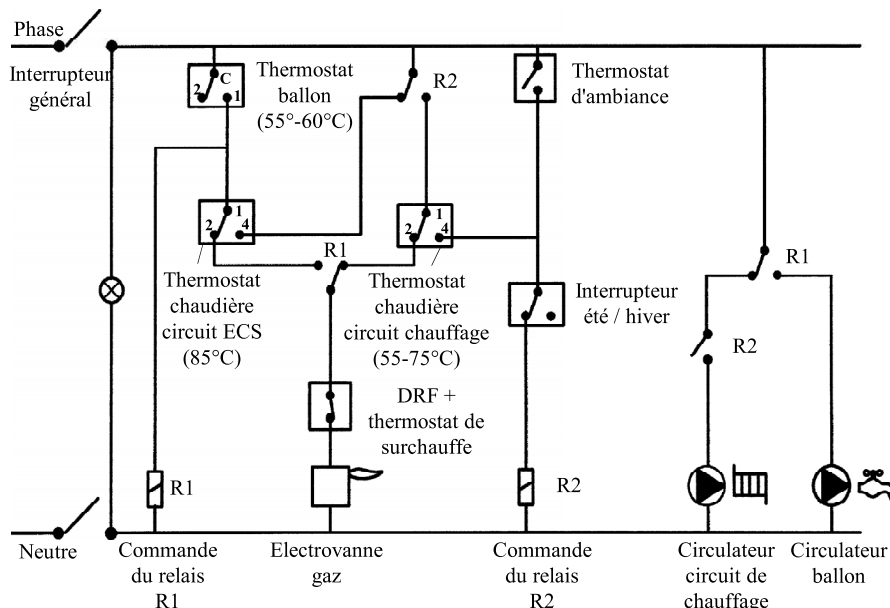 Phase
Interrupteur
général
2 C 1
Thermostat
ballon
(55°-60°C)
R2
Thermostat
d'ambiance
2 1 4
2 1 4
R1
R1
Thermostat
chaudière
circuit ECS
(85°C)
Thermostat
chaudière
circuit chauffage
(55-75°C)
Interrupteur
été / hiver
R2
DRF +
thermostat de
surchauffe
R1
R2
Neutre
Commande
du relais
R1
Electrovanne
gaz
Commande
du relais
R2
Circulateur
circuit de
chauffage
Circulateur
ballon